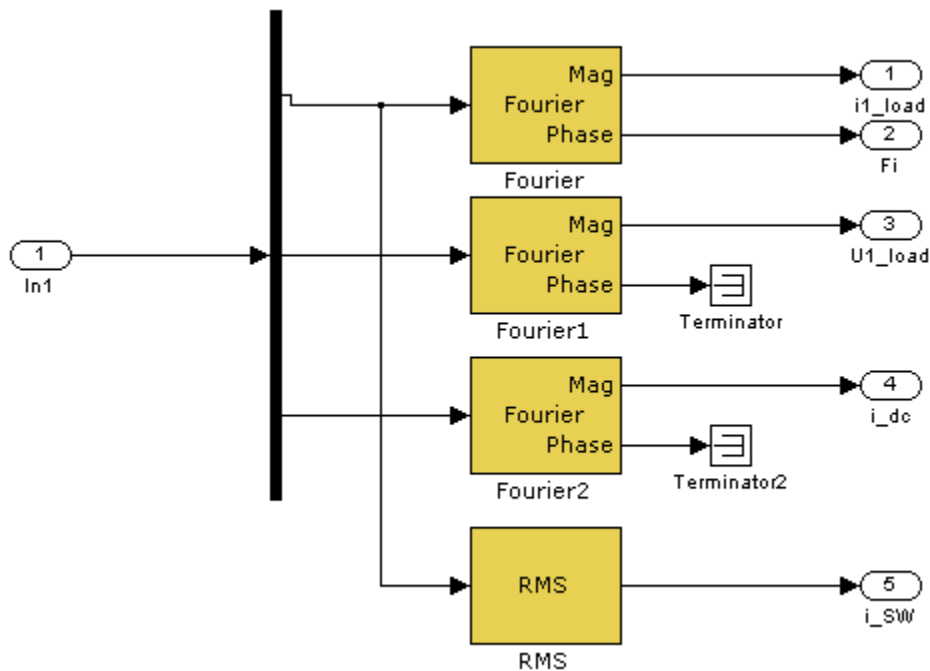 Mag
Fourier
Phase
Fourier
1
i1_load
2
Fi
Mag
Fourier
Phase
Fourier1
3
U1_load
Terminator
1
In1
Mag
Fourier
Phase
Fourier2
4
i_dc
Terminator2
RMS
RMS
5
i_SW